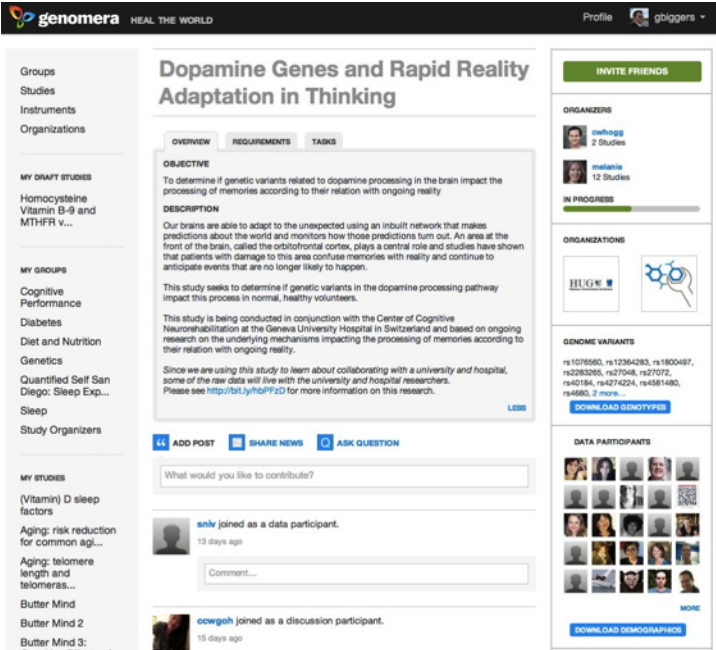 genomera HEAL THE WORLD
Profile
gbiggers
Groups
Studies
Instruments
Organizations
MY DRAFT STUDIES
Homocysteine
Vitamin B-9 and
MTHFR v...
MY GROUPS
Cognitive
Performance
Diabetes
Diet and Nutrition
Genetics
Quantified Self San
Diego: Sleep Exp...
Sleep
Study Organizers
MY STUDIES
(Vitamin) D sleep
factors
Aging: risk reduction
for common agi...
Aging: telomere
length and
telomeras...
Butter Mind
Butter Mind 2
Butter Mind 3:
Dopamine Genes and Rapid Reality
Adaptation in Thinking
OVERVIEW
REQUIREMENTS
TASKS
OBJECTIVE
To determine if genetic variants related to dopamine processing in the brain impact the
processing of memories according to their relation with ongoing reality
DESCRIPTION
Our brains are able to adapt to the unexpected using an inbuilt network that makes
predictions about the world and monitors how those predictions turn out. An area at the
front of the brain, called the orbitofrontal cortex, plays a central role and studies have shown
that patients with damage to this area confuse memories with reality and continue to
anticipate events that are no longer likely to happen.
This study seeks to determine if genetic variants in the dopamine processing pathway
impact this process in normal, healthy volunteers.
This study is being conducted in conjunction with the Center of Cognitive
Neurorehabilitation at the Geneva University Hospital in Switzerland and based on ongoing
research on the underlying mechanisms impacting the processing of memories according to
their relation with ongoing reality.
Since we are using this study to learn about collaborating with a university and hospital,
some of the raw data will live with the university and hospital researchers.
Please see http://bit.ly/hbPFzD for more information on this research.
LESS
ADD POST
SHARE NEWS
ASK QUESTION
What would you like to contribute?
sniv joined as a data participant.
13 days ago
Comment...
ccwgoh joined as a discussion participant.
15 days ago
INVITE FRIENDS
ORGANIZERS
cwhogg
2 Studies
melanie
12 Studies
IN PROGRESS
ORGANIZATIONS
HUG
GENOME VARIANTS
rs1076560, rs12364283, rs1800497,
rs2283265, rs27048, rs27072,
rs40184, rs4274224, rs4581480,
rs4680, 2 more...
DOWNLOAD GENOTYPES
DATA PARTICIPANTS
MORE
DOWNLOAD DEMOGRAPHICS